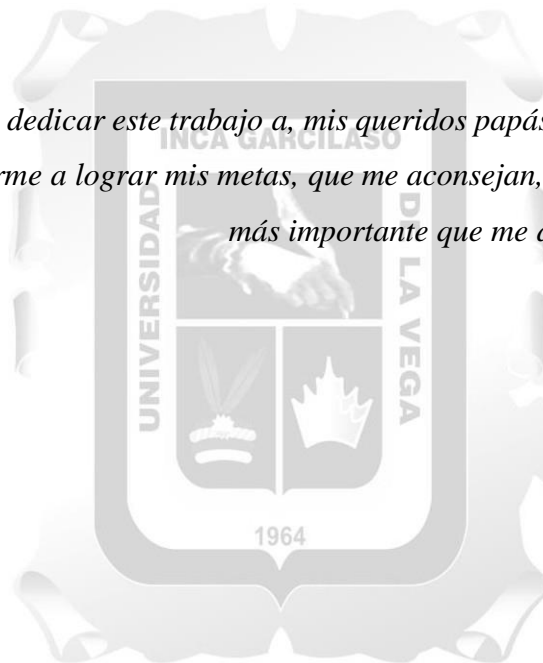 dedicar este trabajo a, mis queridos papás
INCA GARCILASO
rme a lograr mis metas, que me aconsejan,
más importante que me
UNIVERSIDAD
DE LA VEGA
1964